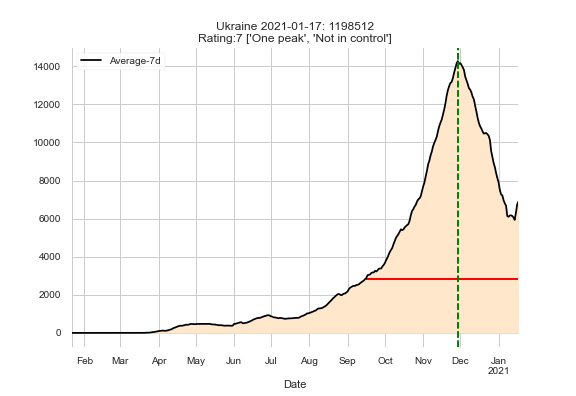 Ukraine 2021-01-17: 1198512
Rating:7 ['One peak', 'Not in control']
Average-7d
14000
12000
10000
8000
6000
4000
2000
0
Feb Mar Apr May Jun Jul Aug Sep Oct Nov Dec Jan
2021
Date